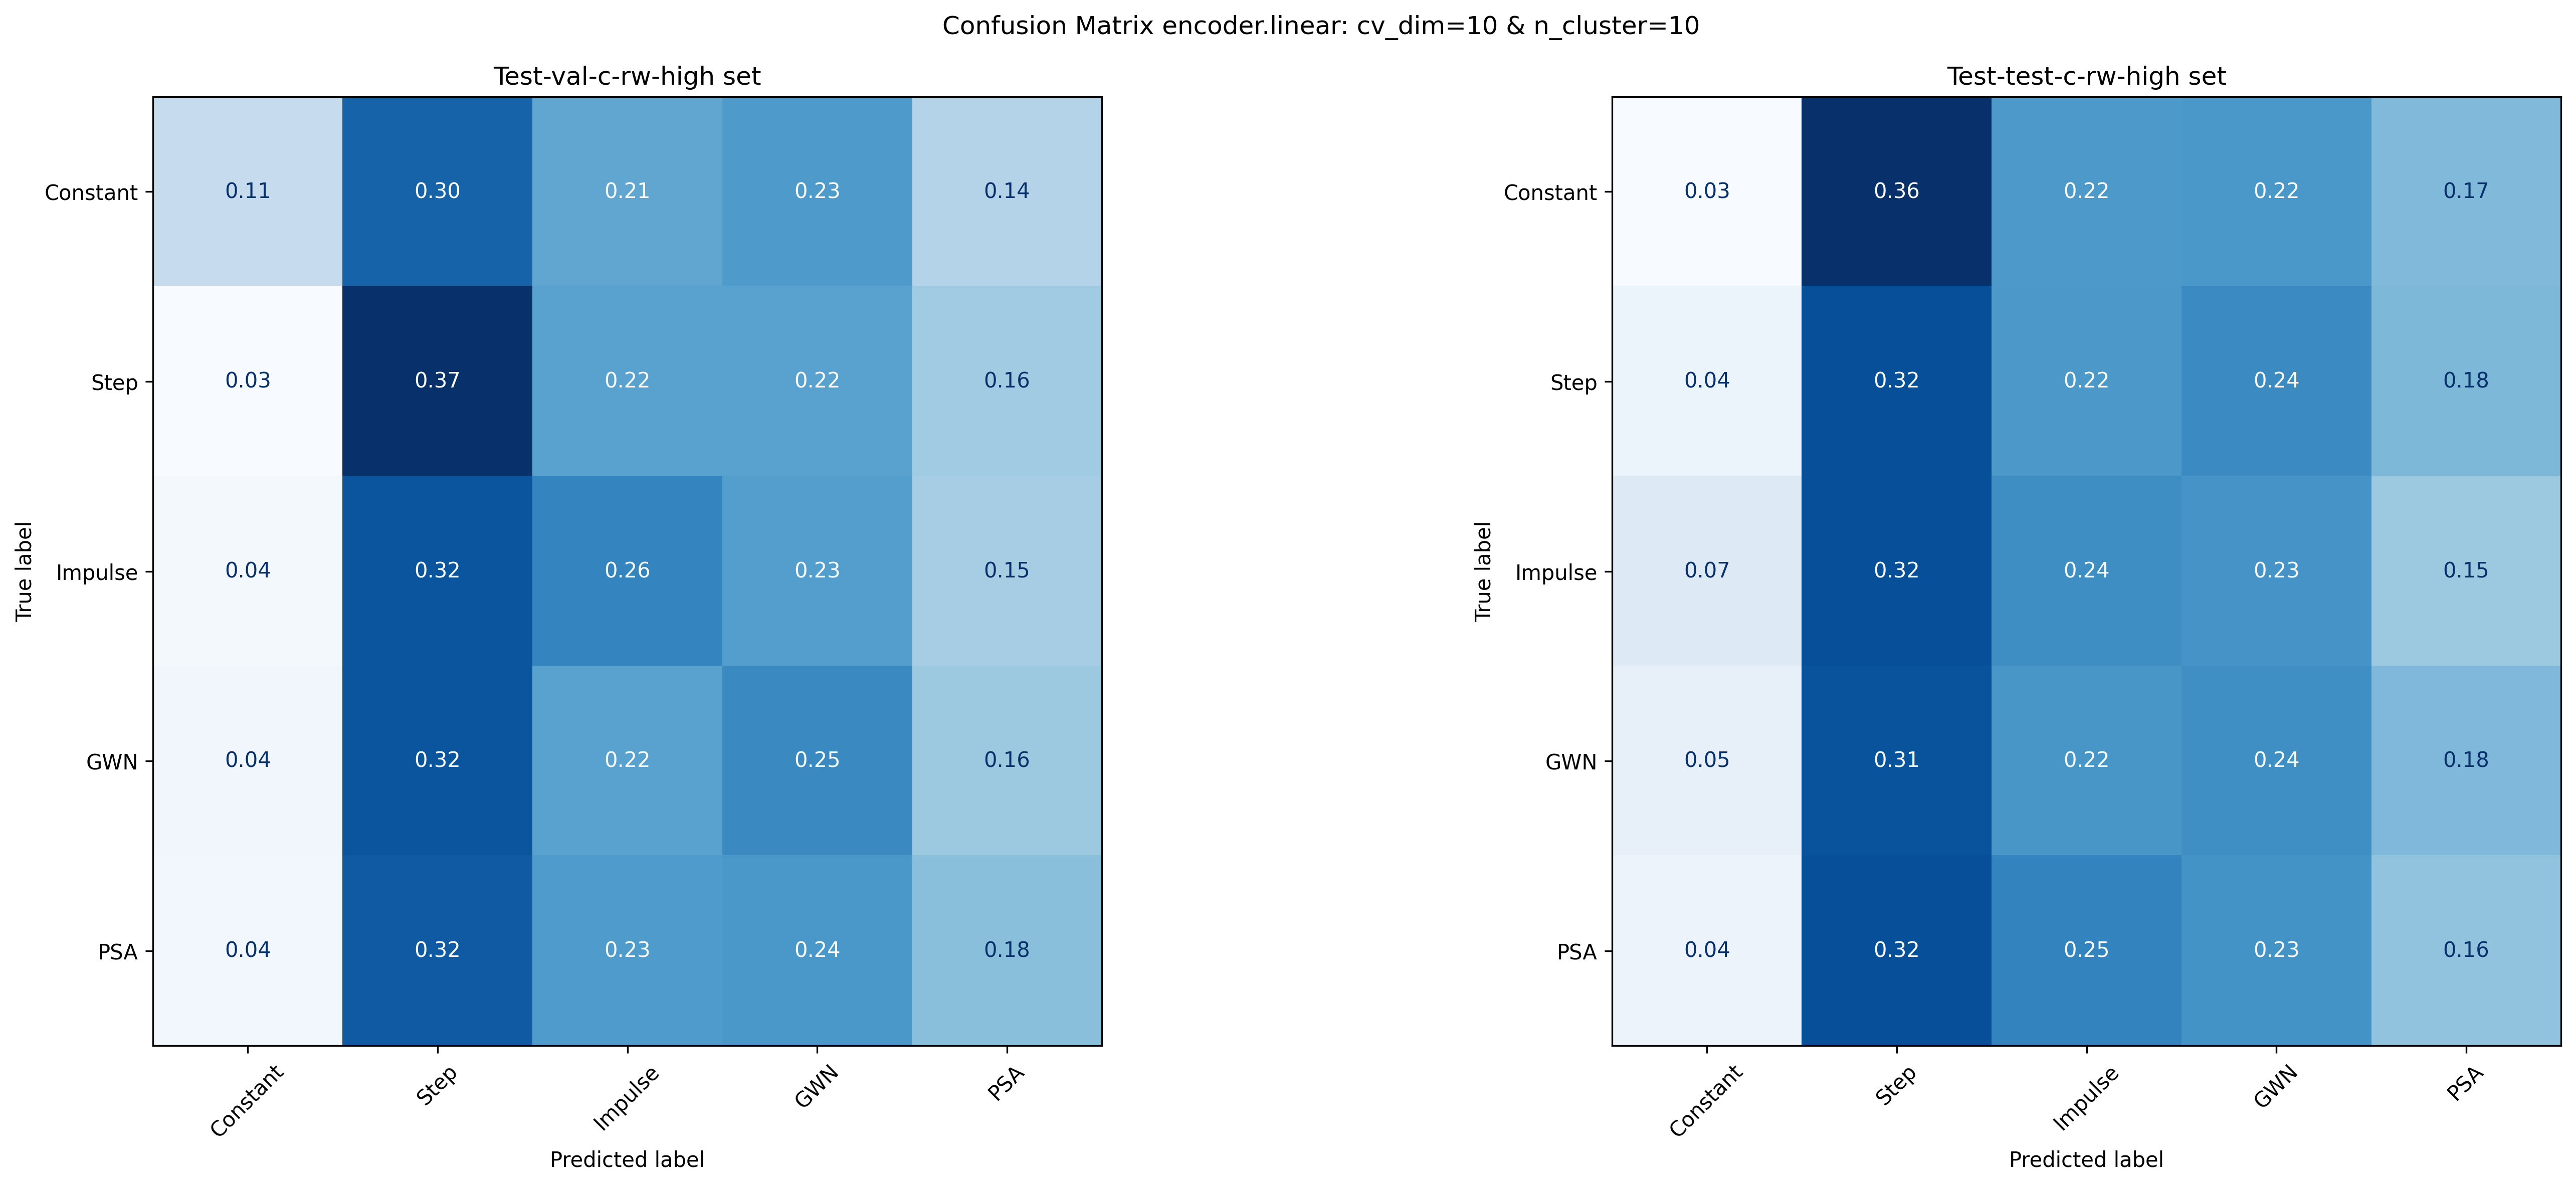 Confusion Matrix encoder.linear: cv_dim=10 & n_cluster=10
Test-val-c-rw-high set
True label
Constant 0.11 0.30 0.21 0.23 0.14
Step 0.03 0.37 0.22 0.22 0.16
Impulse 0.04 0.32 0.26 0.23 0.15
GWN 0.04 0.32 0.22 0.25 0.16
PSA 0.04 0.32 0.23 0.24 0.18
Constant Step Impulse GWN PSA
Predicted label
Test-test-c-rw-high set
True label
Constant 0.03 0.36 0.22 0.22 0.17
Step 0.04 0.32 0.22 0.24 0.18
Impulse 0.07 0.32 0.24 0.23 0.15
GWN 0.05 0.31 0.22 0.24 0.18
PSA 0.04 0.32 0.25 0.23 0.16
Constant Step Impulse GWN PSA
Predicted label